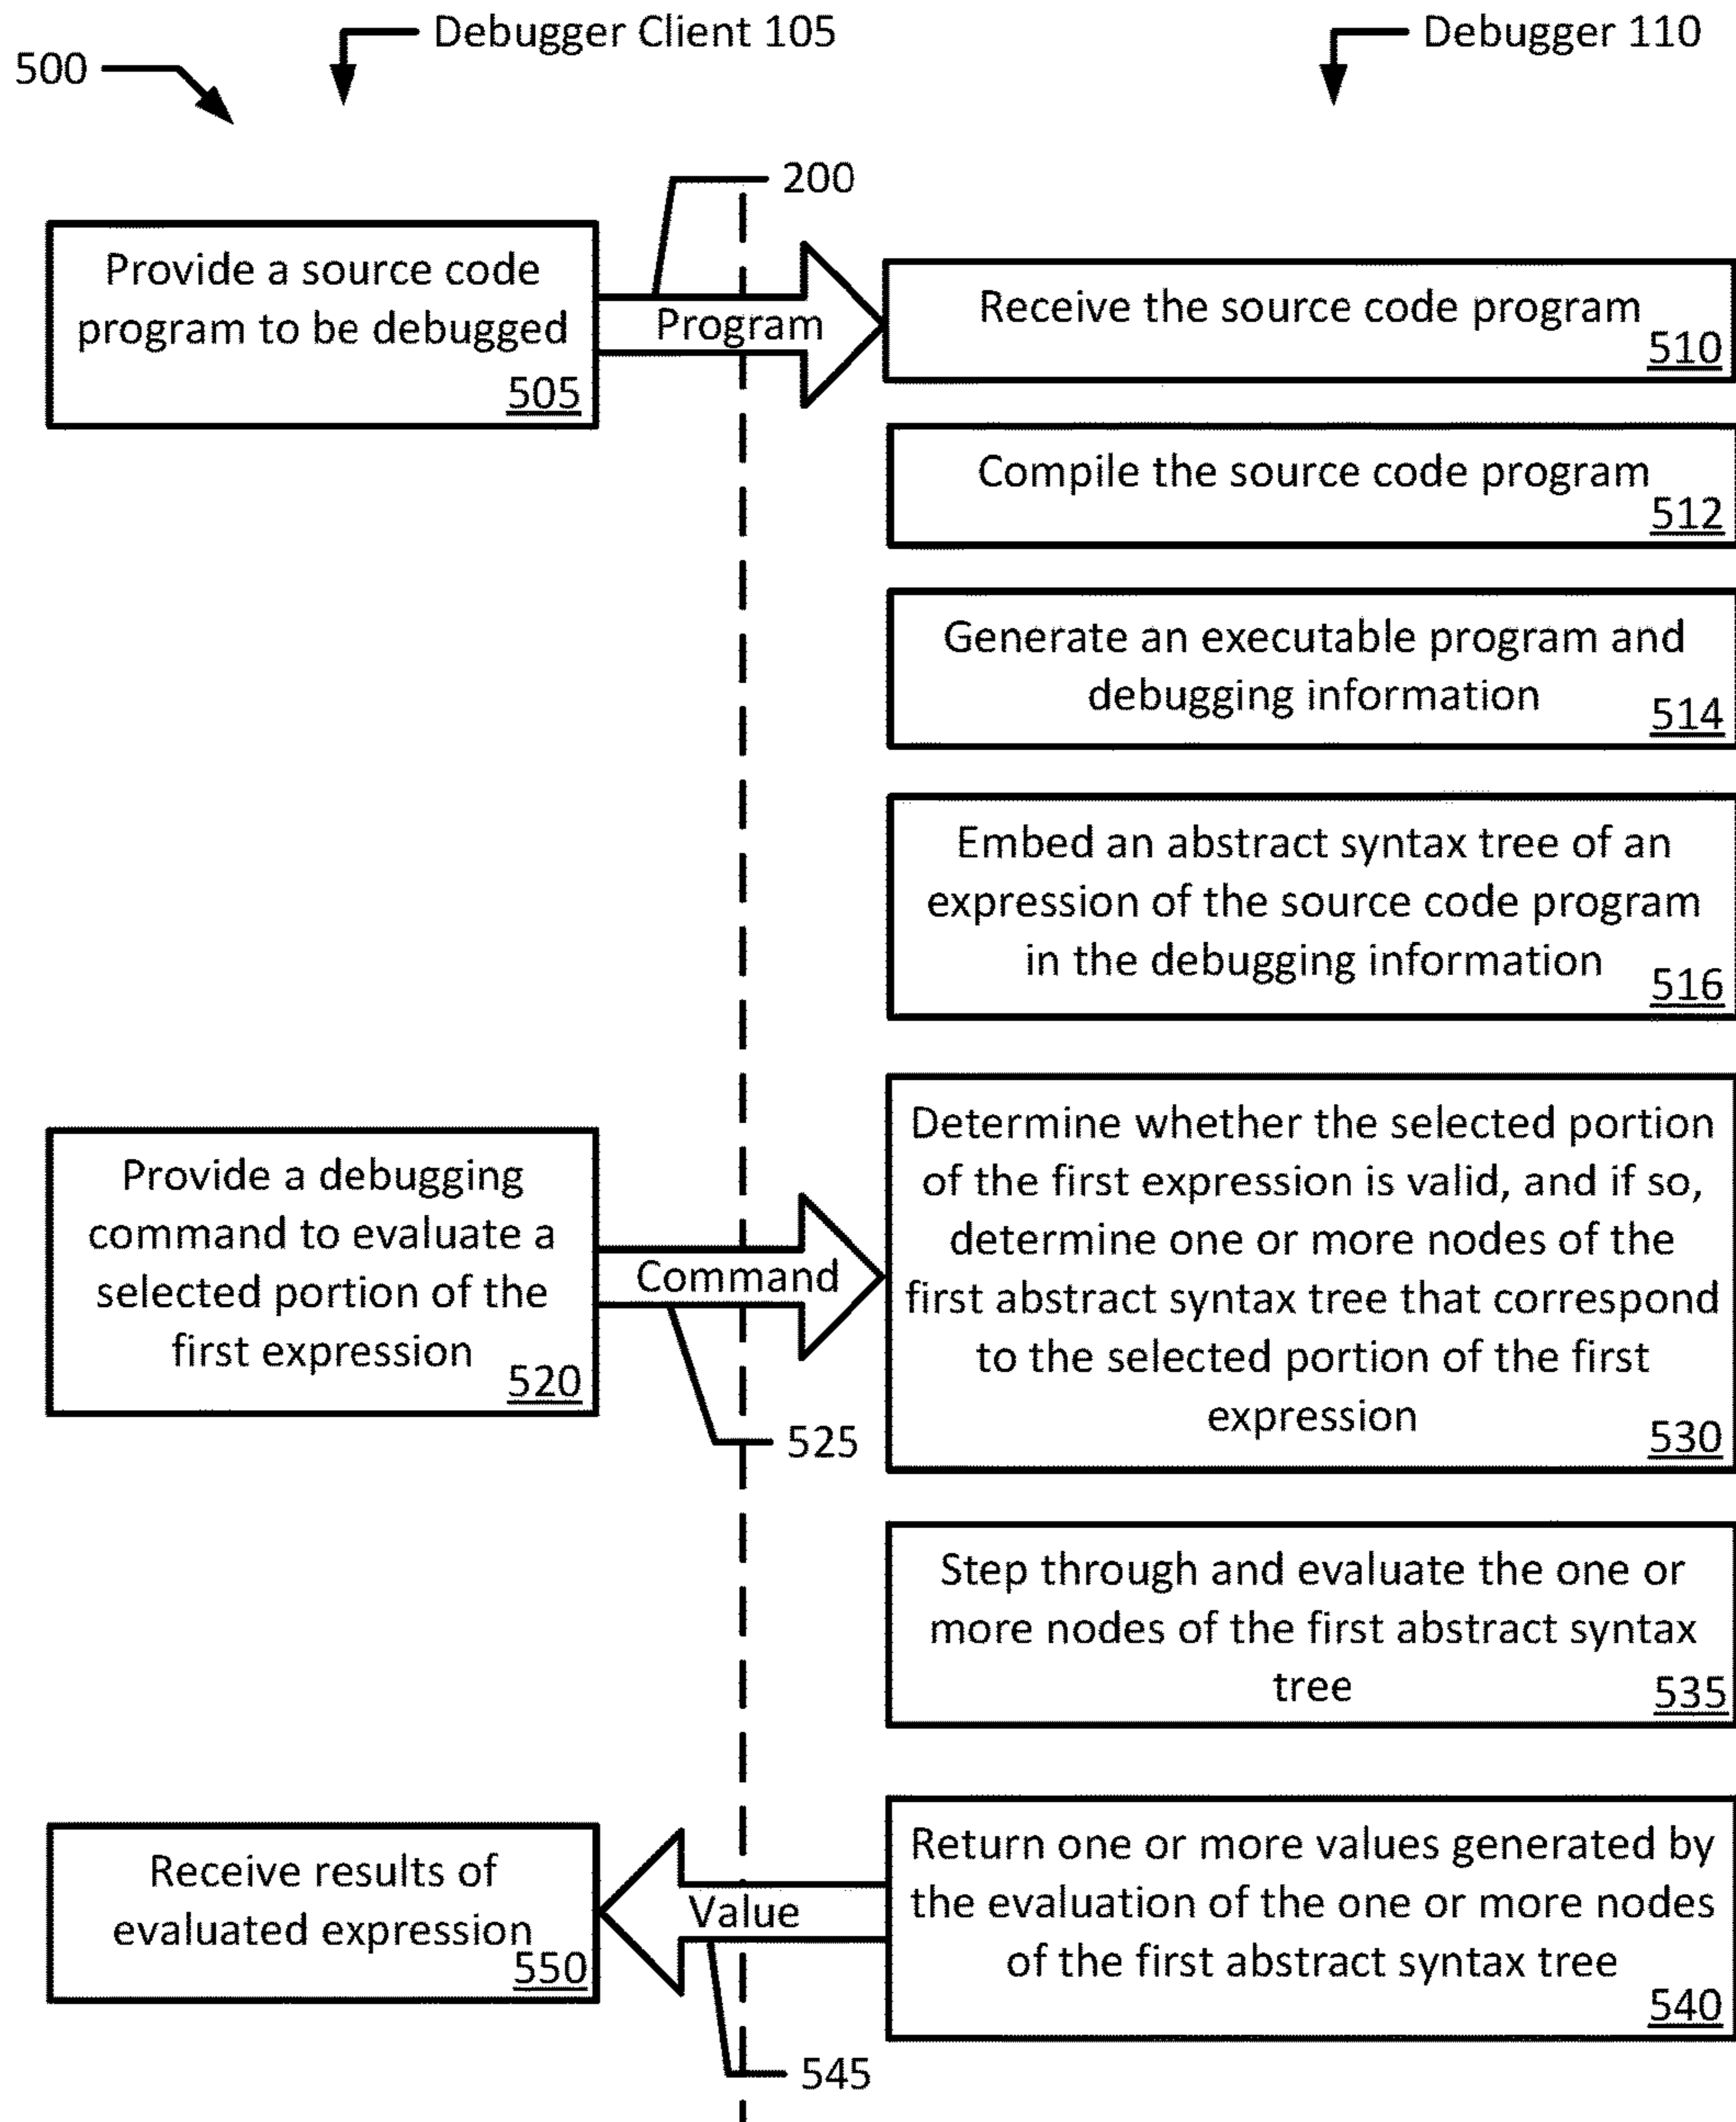 500
Debugger Client 105
Debugger 110
200
Provide a source code
program to be debugged
505
Program
Receive the source code program
510
Compile the source code program
512
Generate an executable program and
debugging information
514
Embed an abstract syntax tree of an
expression of the source code program
in the debugging information
516
Provide a debugging
command to evaluate a
selected portion of the
first expression
520
Command
525
Determine whether the selected portion
of the first expression is valid, and if so,
determine one or more nodes of the
first abstract syntax tree that correspond
to the selected portion of the first
expression
530
Step through and evaluate the one or
more nodes of the first abstract syntax
tree
535
Return one or more values generated by
the evaluation of the one or more nodes
of the first abstract syntax tree
540
Value
545
Receive results of
evaluated expression
550